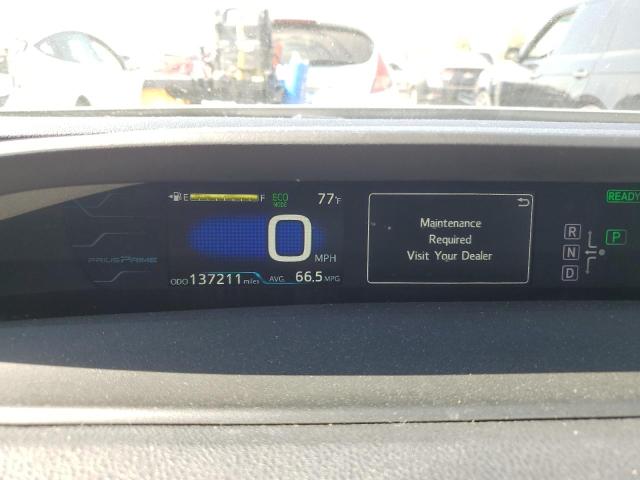 E F ECO MODE 77°F
0 MPH
PRIUS PRIME
ODO 137211 miles AVG. 66.5 MPG
Maintenance
Required
Visit Your Dealer
READY
R
P
N
D